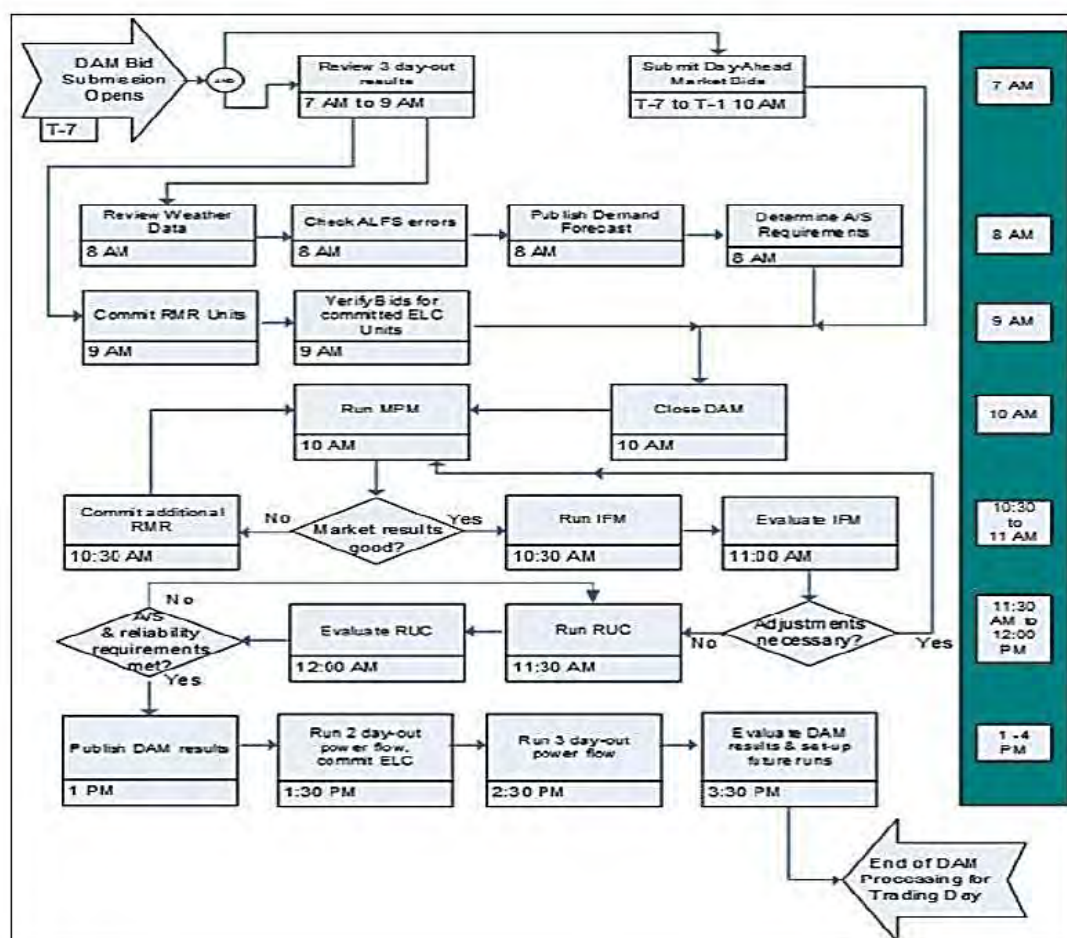 DAM Bid
Submission
Opens
T-7
AND
Review 3 day-out
results
7 AM to 9 AM
Submit Day-Ahead
Market Bids
T-7 to T-1 10 AM
7 AM
Review Weather
Data
8 AM
Check ALFS errors
8 AM
Publish Demand
Forecast
8 AM
Determine A/S
Requirements
8 AM
8 AM
Commit RMR Units
9 AM
Verify Bids for
committed ELC
Units
9 AM
9 AM
Run MPM
10 AM
Close DAM
10 AM
10 AM
Commit additional
RMR
10:30 AM
No
Market results
good?
Yes
Run IFM
10:30 AM
Evaluate IFM
11:00 AM
10:30
to
11 AM
No
A/S
& reliability
requirements
met?
Yes
Evaluate RUC
12:00 AM
Run RUC
11:30 AM
No
Adjustments
necessary?
Yes
11:30
AM to
12:00
PM
Publish DAM results
1 PM
Run 2 day-out
power flow,
commit ELC
1:30 PM
Run 3 day-out
power flow
2:30 PM
Evaluate DAM
results & set-up
future runs
3:30 PM
1-4
PM
End of DAM
Processing for
Trading Day